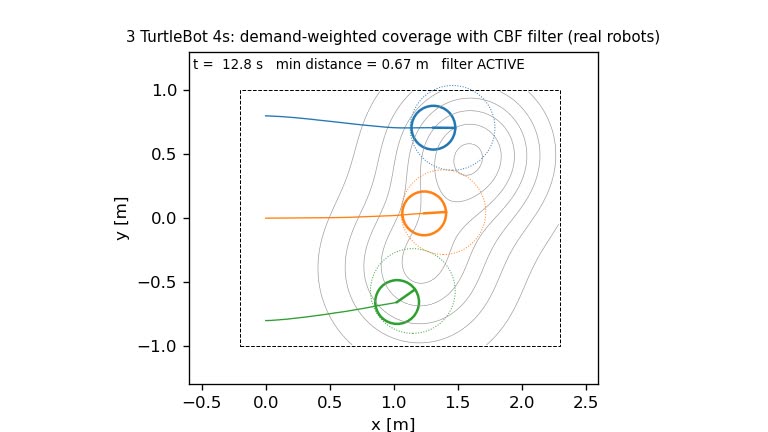 3 TurtleBot 4s: demand-weighted coverage with CBF filter (real robots)
t =  12.8 s   min distance = 0.67 m   filter ACTIVE
1.0
0.5
0.0
−0.5
−1.0
y [m]
−0.5 0.0 0.5 1.0 1.5 2.0 2.5
x [m]